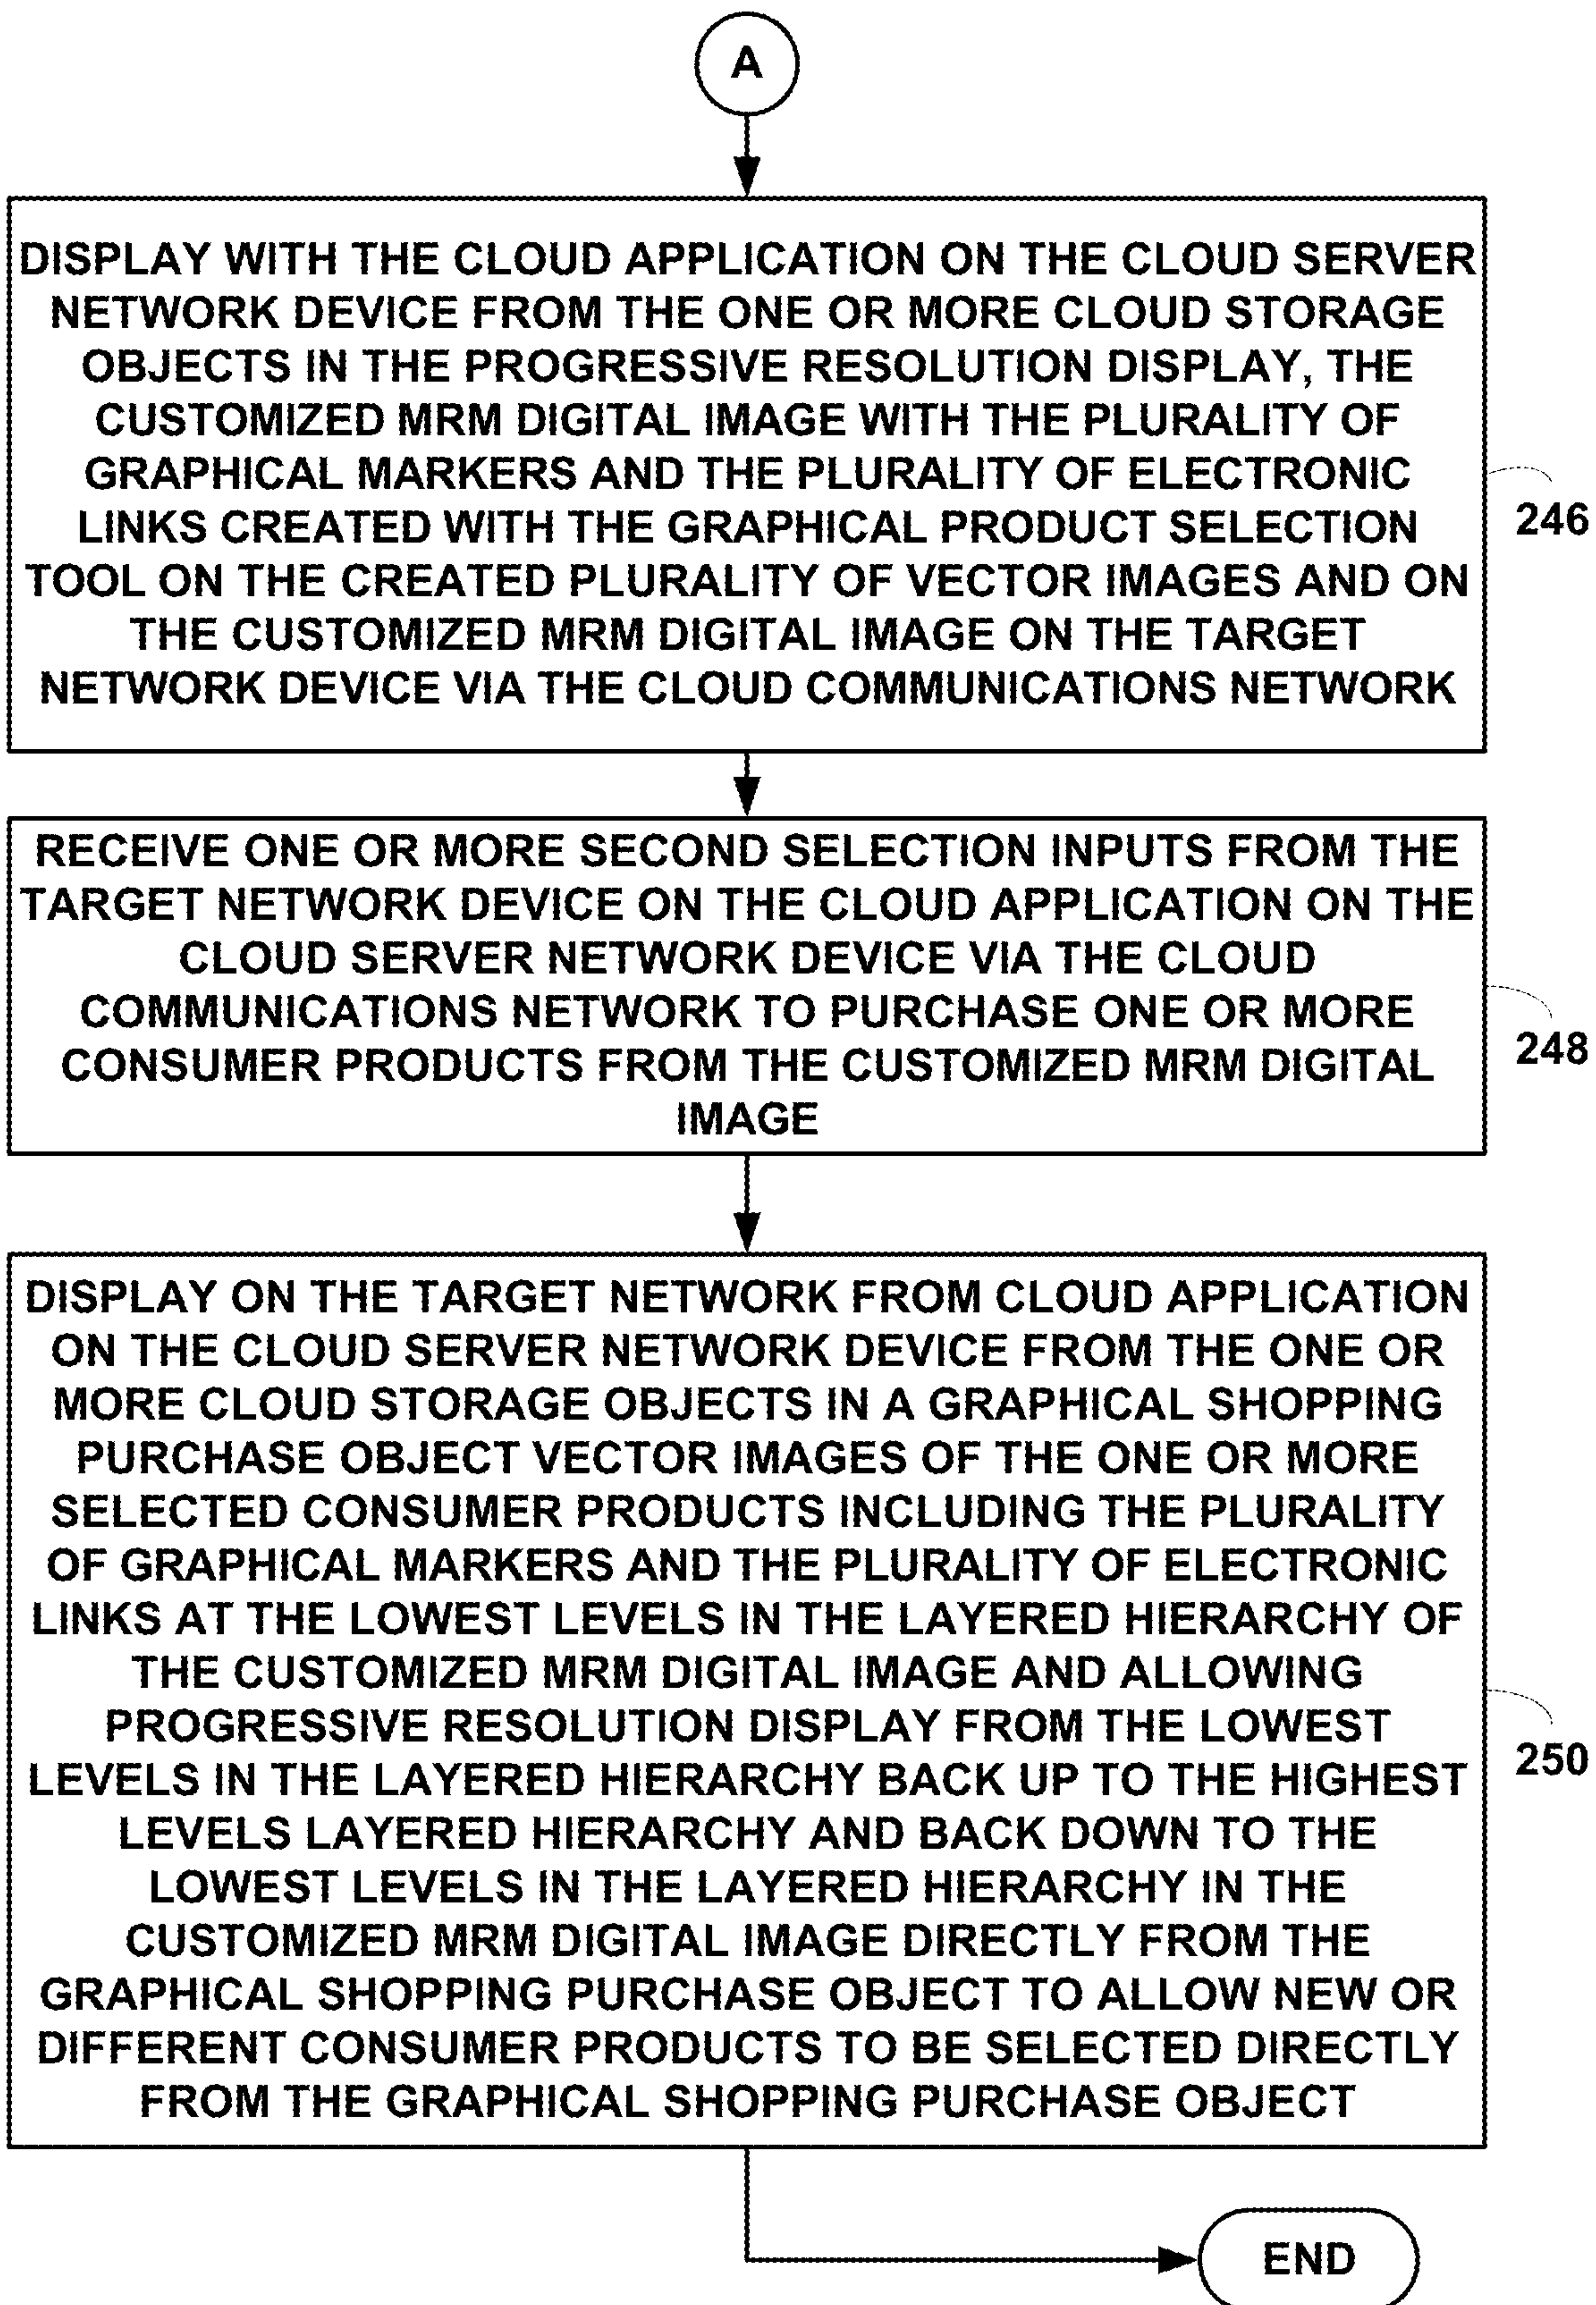 A
DISPLAY WITH THE CLOUD APPLICATION ON THE CLOUD SERVER
NETWORK DEVICE FROM THE ONE OR MORE CLOUD STORAGE
OBJECTS IN THE PROGRESSIVE RESOLUTION DISPLAY, THE
CUSTOMIZED MRM DIGITAL IMAGE WITH THE PLURALITY OF
GRAPHICAL MARKERS AND THE PLURALITY OF ELECTRONIC
LINKS CREATED WITH THE GRAPHICAL PRODUCT SELECTION
TOOL ON THE CREATED PLURALITY OF VECTOR IMAGES AND ON
THE CUSTOMIZED MRM DIGITAL IMAGE ON THE TARGET
NETWORK DEVICE VIA THE CLOUD COMMUNICATIONS NETWORK
246
RECEIVE ONE OR MORE SECOND SELECTION INPUTS FROM THE
TARGET NETWORK DEVICE ON THE CLOUD APPLICATION ON THE
CLOUD SERVER NETWORK DEVICE VIA THE CLOUD
COMMUNICATIONS NETWORK TO PURCHASE ONE OR MORE
CONSUMER PRODUCTS FROM THE CUSTOMIZED MRM DIGITAL
IMAGE
248
DISPLAY ON THE TARGET NETWORK FROM CLOUD APPLICATION
ON THE CLOUD SERVER NETWORK DEVICE FROM THE ONE OR
MORE CLOUD STORAGE OBJECTS IN A GRAPHICAL SHOPPING
PURCHASE OBJECT VECTOR IMAGES OF THE ONE OR MORE
SELECTED CONSUMER PRODUCTS INCLUDING THE PLURALITY
OF GRAPHICAL MARKERS AND THE PLURALITY OF ELECTRONIC
LINKS AT THE LOWEST LEVELS IN THE LAYERED HIERARCHY OF
THE CUSTOMIZED MRM DIGITAL IMAGE AND ALLOWING
PROGRESSIVE RESOLUTION DISPLAY FROM THE LOWEST
LEVELS IN THE LAYERED HIERARCHY BACK UP TO THE HIGHEST
LEVELS LAYERED HIERARCHY AND BACK DOWN TO THE
LOWEST LEVELS IN THE LAYERED HIERARCHY IN THE
CUSTOMIZED MRM DIGITAL IMAGE DIRECTLY FROM THE
GRAPHICAL SHOPPING PURCHASE OBJECT TO ALLOW NEW OR
DIFFERENT CONSUMER PRODUCTS TO BE SELECTED DIRECTLY
FROM THE GRAPHICAL SHOPPING PURCHASE OBJECT
250
END